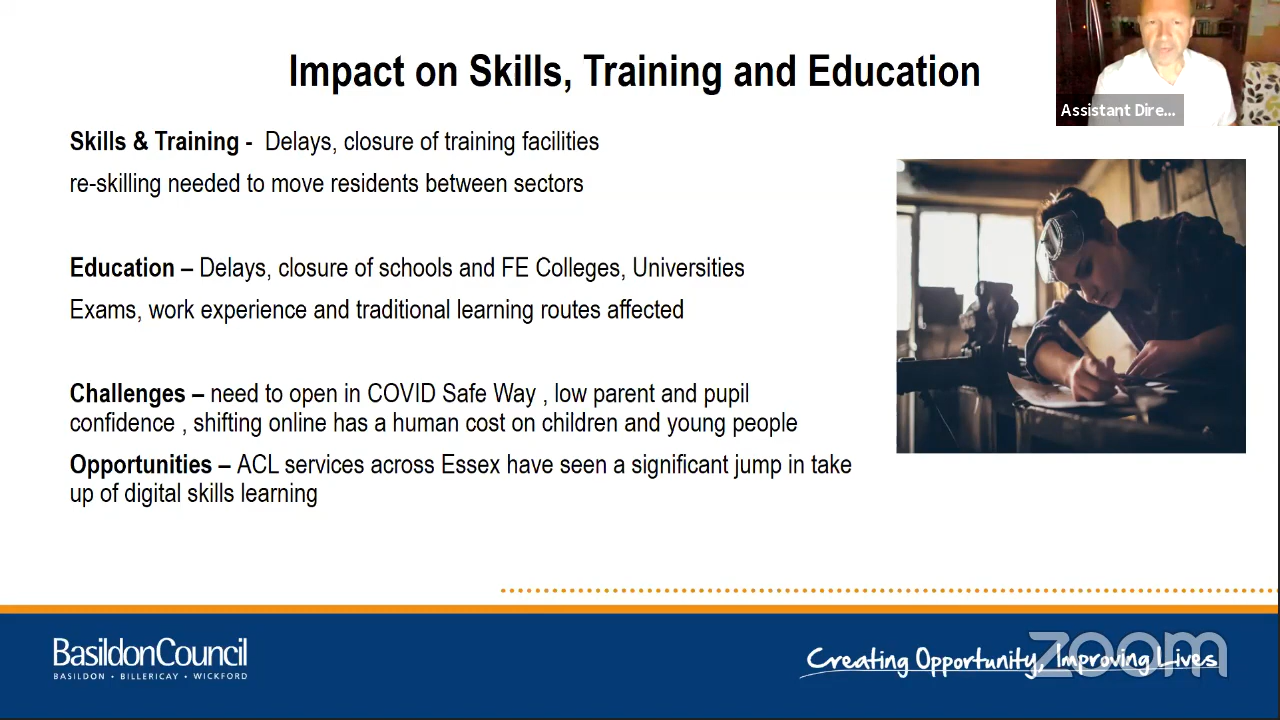 Impact on Skills, Training and Education
Assistant Dire...
Skills & Training - Delays, closure of training facilities
re-skilling needed to move residents between sectors
Education – Delays, closure of schools and FE Colleges, Universities
Exams, work experience and traditional learning routes affected
Challenges – need to open in COVID Safe Way , low parent and pupil
confidence , shifting online has a human cost on children and young people
Opportunities – ACL services across Essex have seen a significant jump in take
up of digital skills learning
BasildonCouncil
BASILDON • BILLERICAY • WICKFORD
Creating Opportunity, Improving Lives
zoom